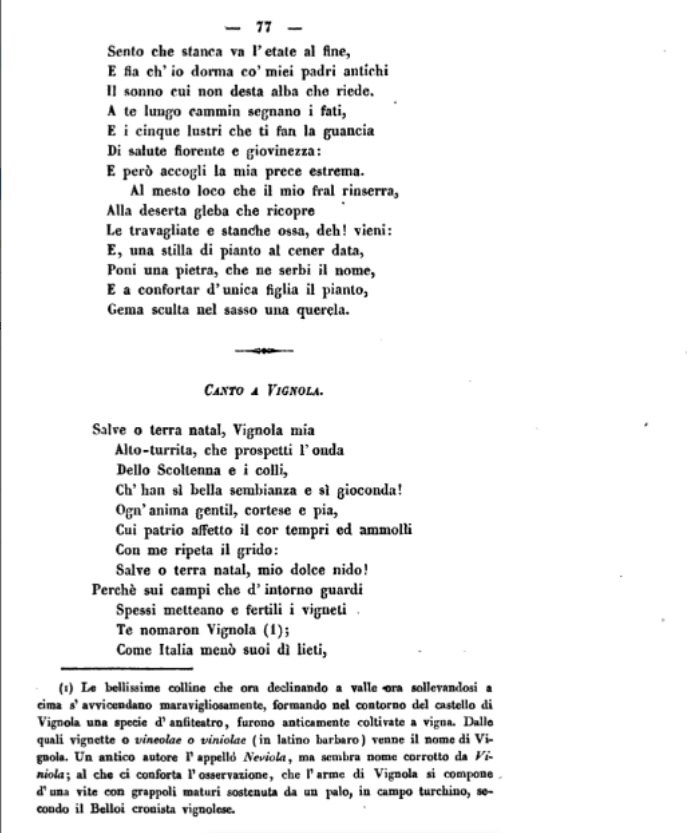 — 77 —
Sento che stanca va l'etate al fine,
E fia ch'io dorma co'miei padri antichi
Il sonno cui non desta alba che riede.
A te lungo cammin segnano i fati,
E i cinque lustri che ti fan la guancia
Di salute fiorente e giovinezza:
E però accogli la mia prece estrema.
Al mesto loco che il mio fral rinserra,
Alla deserta gleba che ricopre
Le travagliate e stanche ossa, deh! vieni:
E, una stilla di pianto al cener data,
Poni una pietra, che ne serbi il nome,
E a confortar d'unica figlia il pianto,
Gema sculta nel sasso una querela.
CANTO A VIGNOLA.
Salve o terra natal, Vignola mia
Alto-turrita, che prospetti l'onda
Dello Scoltenna e i colli,
Ch'han sì bella sembianza e sì gioconda!
Ogn'anima gentil, cortese e pia,
Cui patrio affetto il cor tempri ed ammolli
Con me ripeta il grido:
Salve o terra natal, mio dolce nido!
Perchè sui campi che d'intorno guardi
Spessi metteano e fertili i vigneti
Te nomaron Vignola (1);
Come Italia menò suoi dì lieti,
(1) Le bellissime colline che ora declinando a valle ora sollevandosi a
cima s'avvicendano maravigliosamente, formando nel contorno del castello di
Vignola una specie d'anfiteatro, furono anticamente coltivate a vigna. Dalle
quali vignette o vineolae o viniolae (in latino barbaro) venne il nome di Vi-
gnola. Un antico autore l'appellò Neviola, ma sembra nome corrotto da Vi-
niola; al che ci conforta l'osservazione, che l'arme di Vignola si compone
d'una vite con grappoli maturi sostenuta da un palo, in campo turchino, se-
condo il Belloi cronista vignolese.